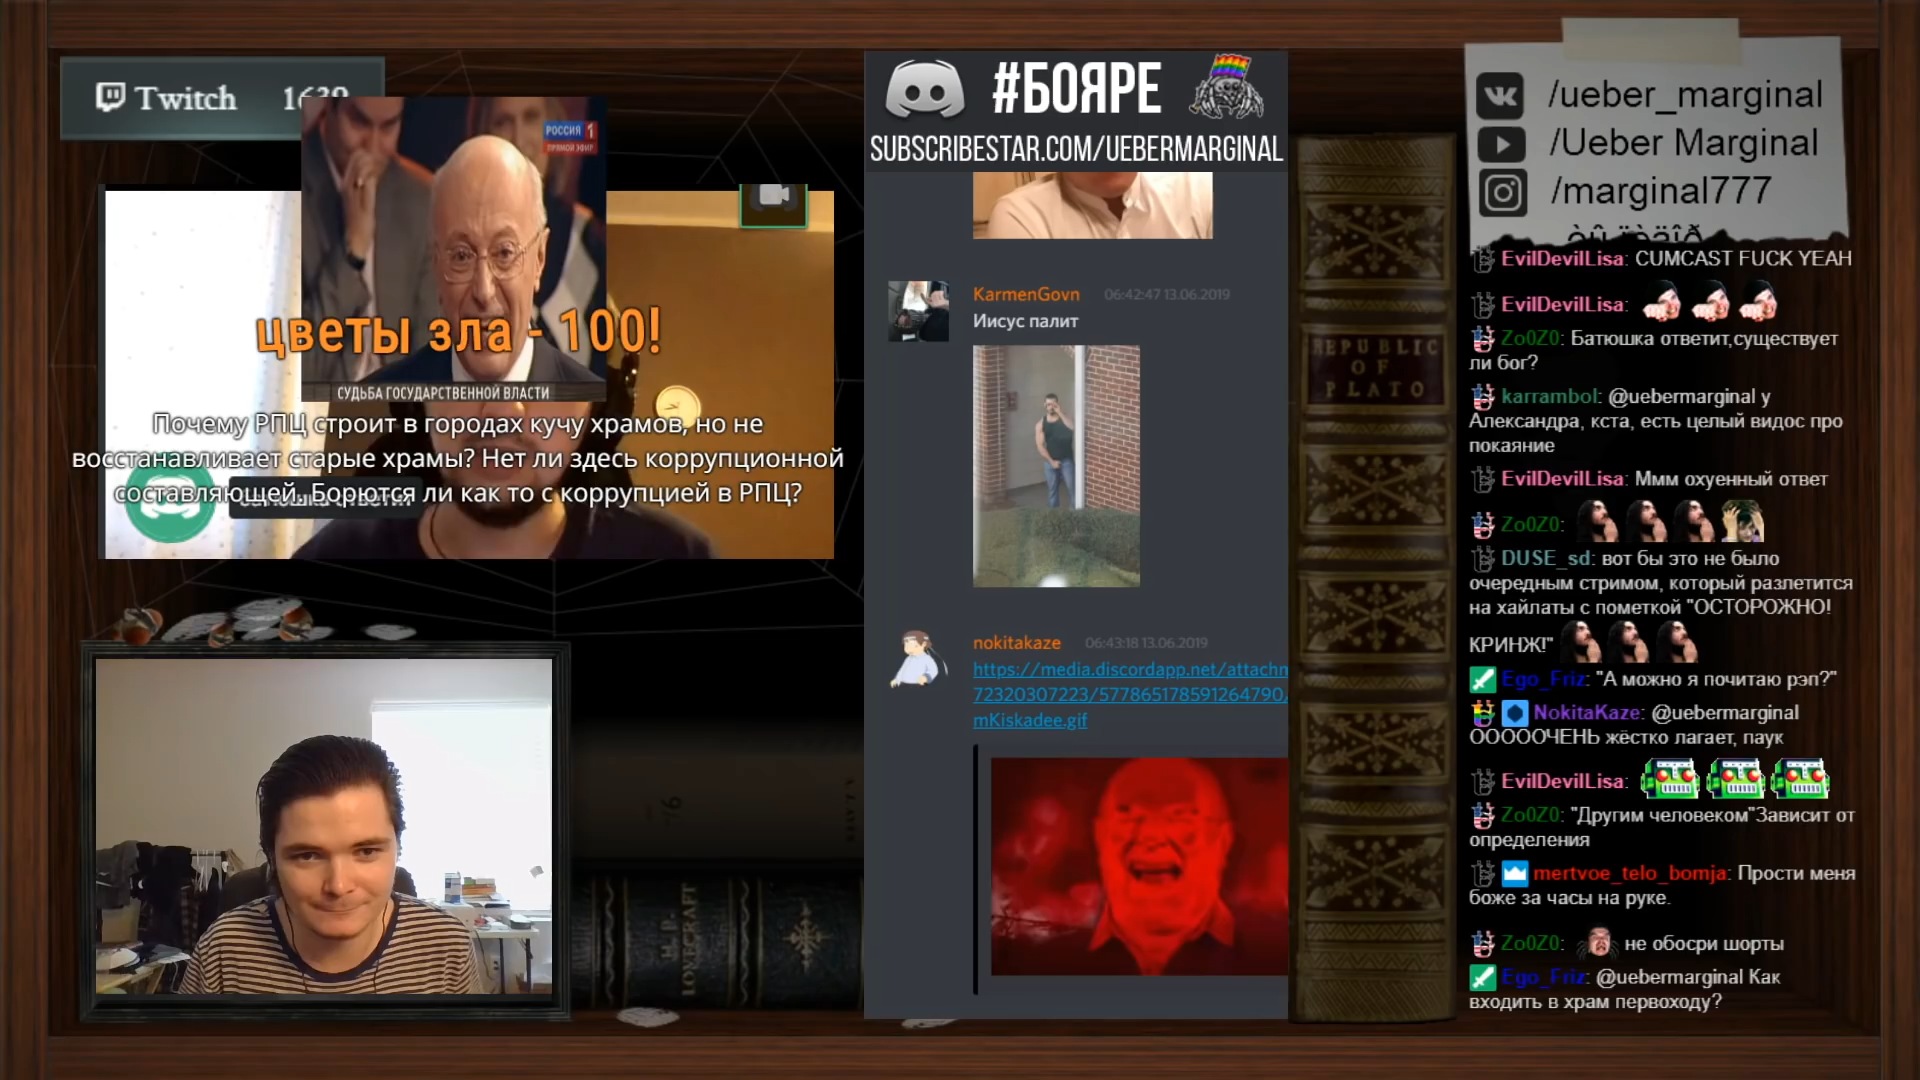 Twitch 1639
РОССИЯ 1
ПРЯМОЙ ЭФИР
цветы зла - 100!
СУДЬБА ГОСУДАРСТВЕННОЙ ВЛАСТИ
Почему РПЦ строит в городах кучу храмов, но не
восстанавливает старые храмы? Нет ли здесь коррупционной
составляющей. Борются ли как то с коррупцией в РПЦ?
H. P.
LOVECRAFT
#БОЯРЕ
SUBSCRIBESTAR.COM/UEBERMARGINAL
KarmenGovn 06:42:47 13.06.2019
Иисус палит
nokitakaze 06:43:18 13.06.2019
https://media.discordapp.net/attachm
72320307223/577865178591264790/
mKiskadee.gif
REPUBLIC
OF
PLATO
/ueber_marginal
/Ueber Marginal
/marginal777
EvilDevilLisa: CUMCAST FUCK YEAH
EvilDevilLisa:
Zo0Z0: Батюшка ответит,существует
ли бог?
karrambol: @uebermarginal у
Александра, кста, есть целый видос про
покаяние
EvilDevilLisa: Ммм охуенный ответ
Zo0Z0:
DUSE_sd: вот бы это не было
очередным стримом, который разлетится
на хайлаты с пометкой "ОСТОРОЖНО!
КРИНЖ!"
Ego_Friz: "А можно я почитаю рэп?"
NokitaKaze: @uebermarginal
ОООООЧЕНЬ жёстко лагает, паук
EvilDevilLisa:
Zo0Z0: "Другим человеком"Зависит от
определения
mertvoe_telo_bomja: Прости меня
боже за часы на руке.
Zo0Z0: не обосри шорты
Ego_Friz: @uebermarginal Как
входить в храм первоходу?